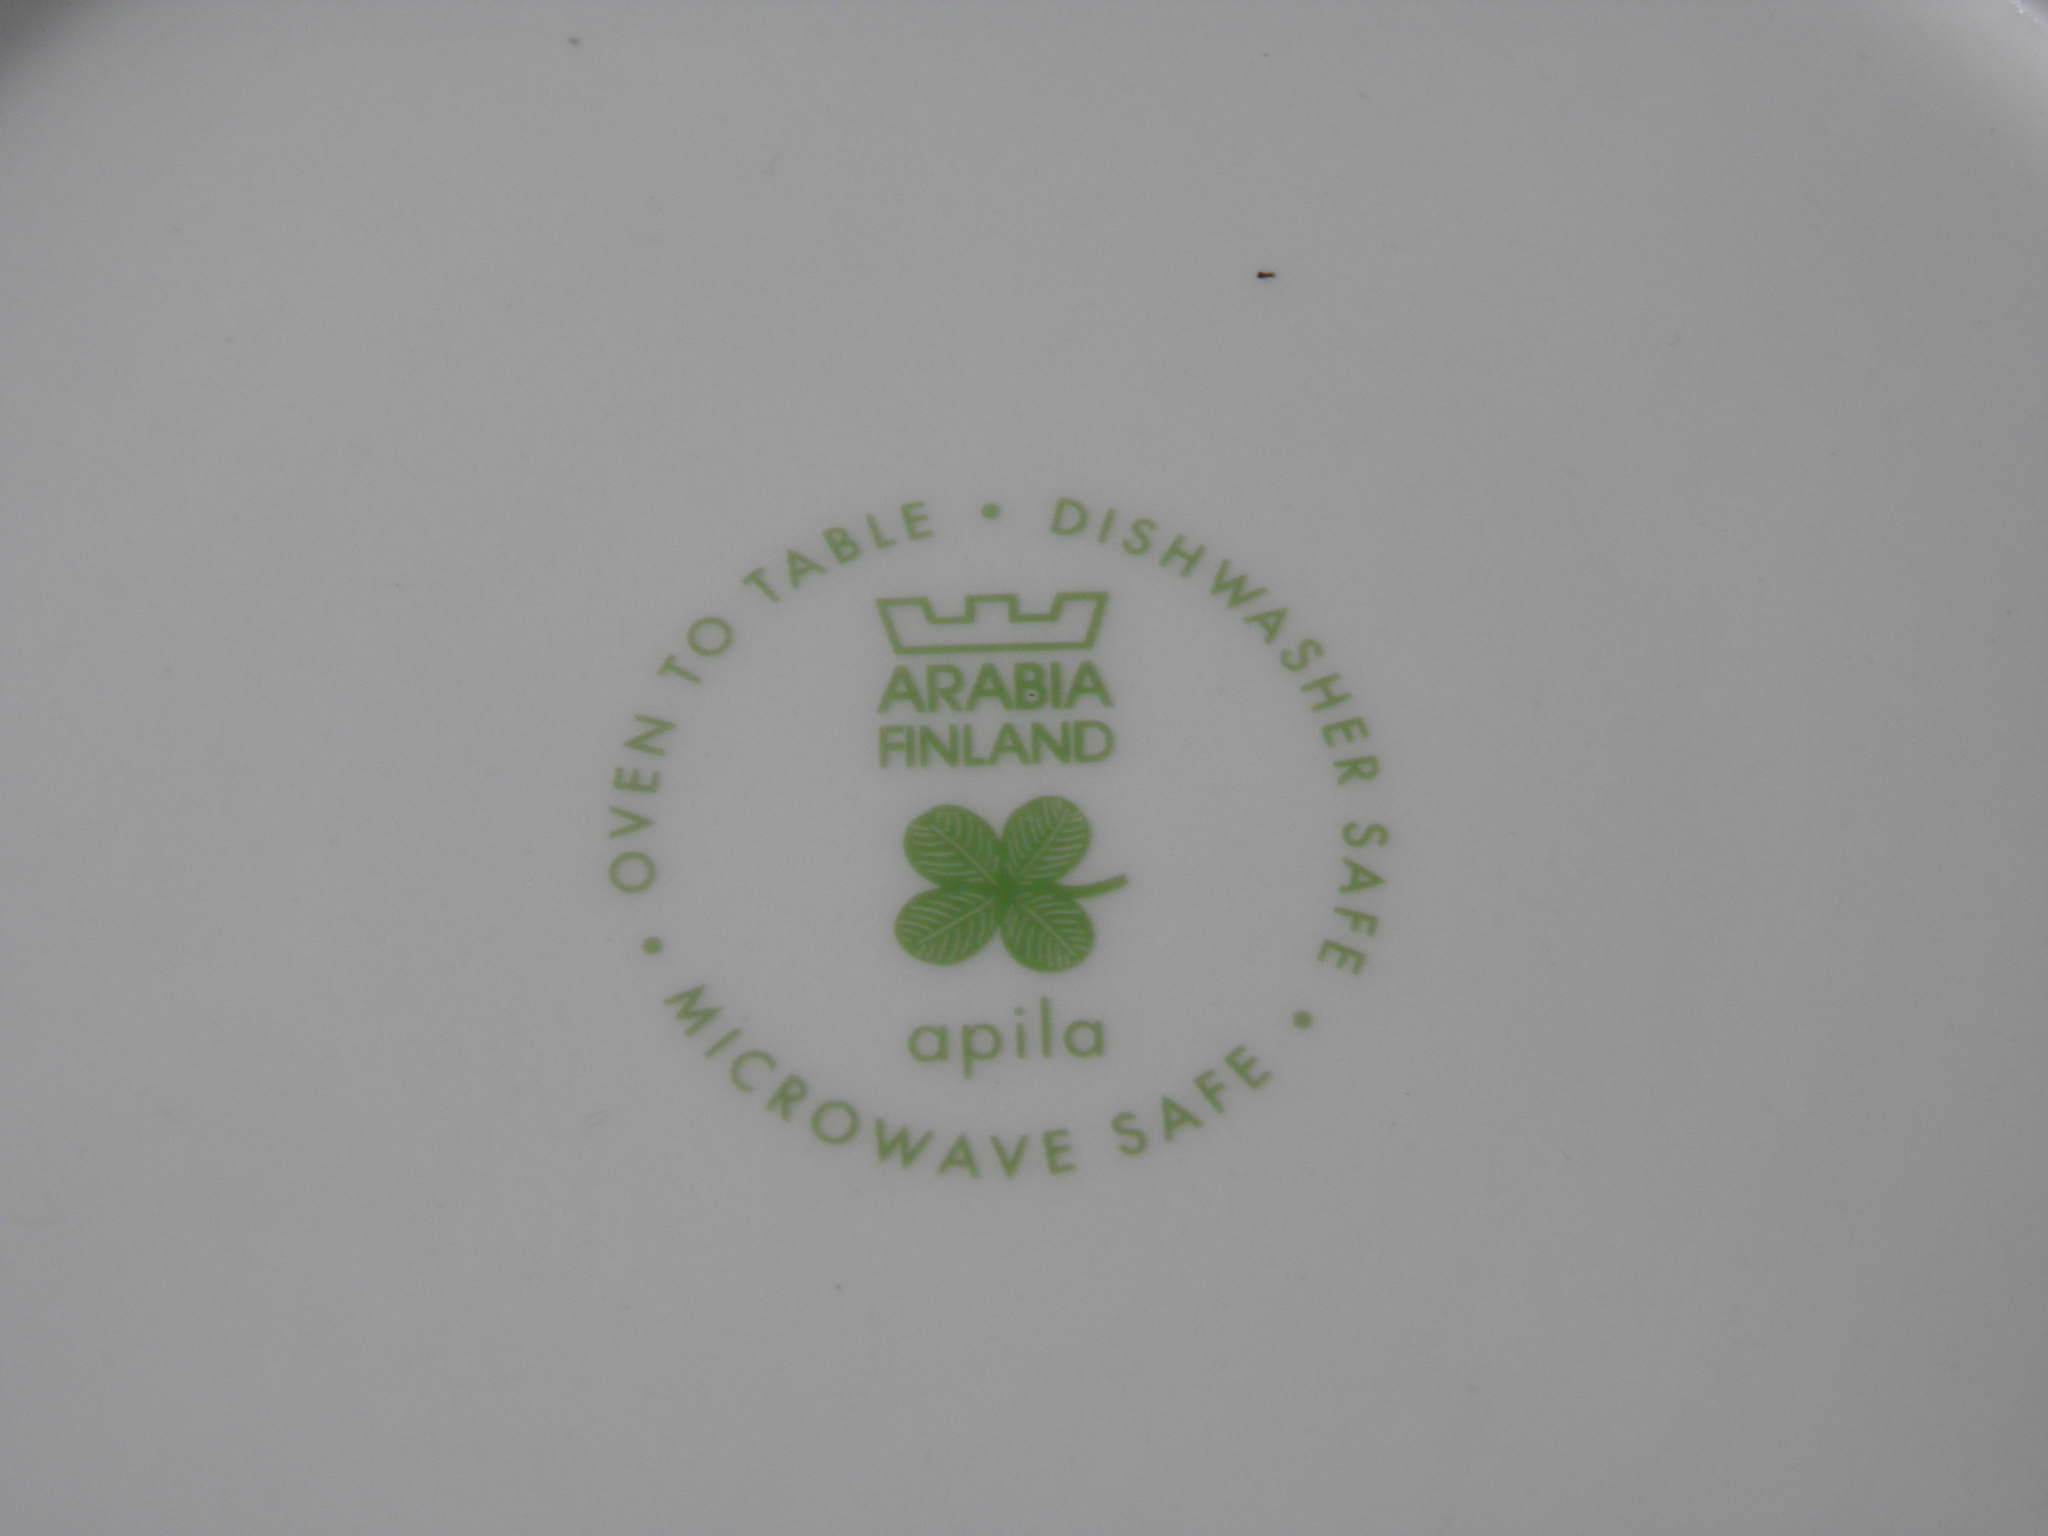 OVEN TO TABLE • DISHWASHER SAFE • MICROWAVE SAFE •
ARABIA
FINLAND
apila